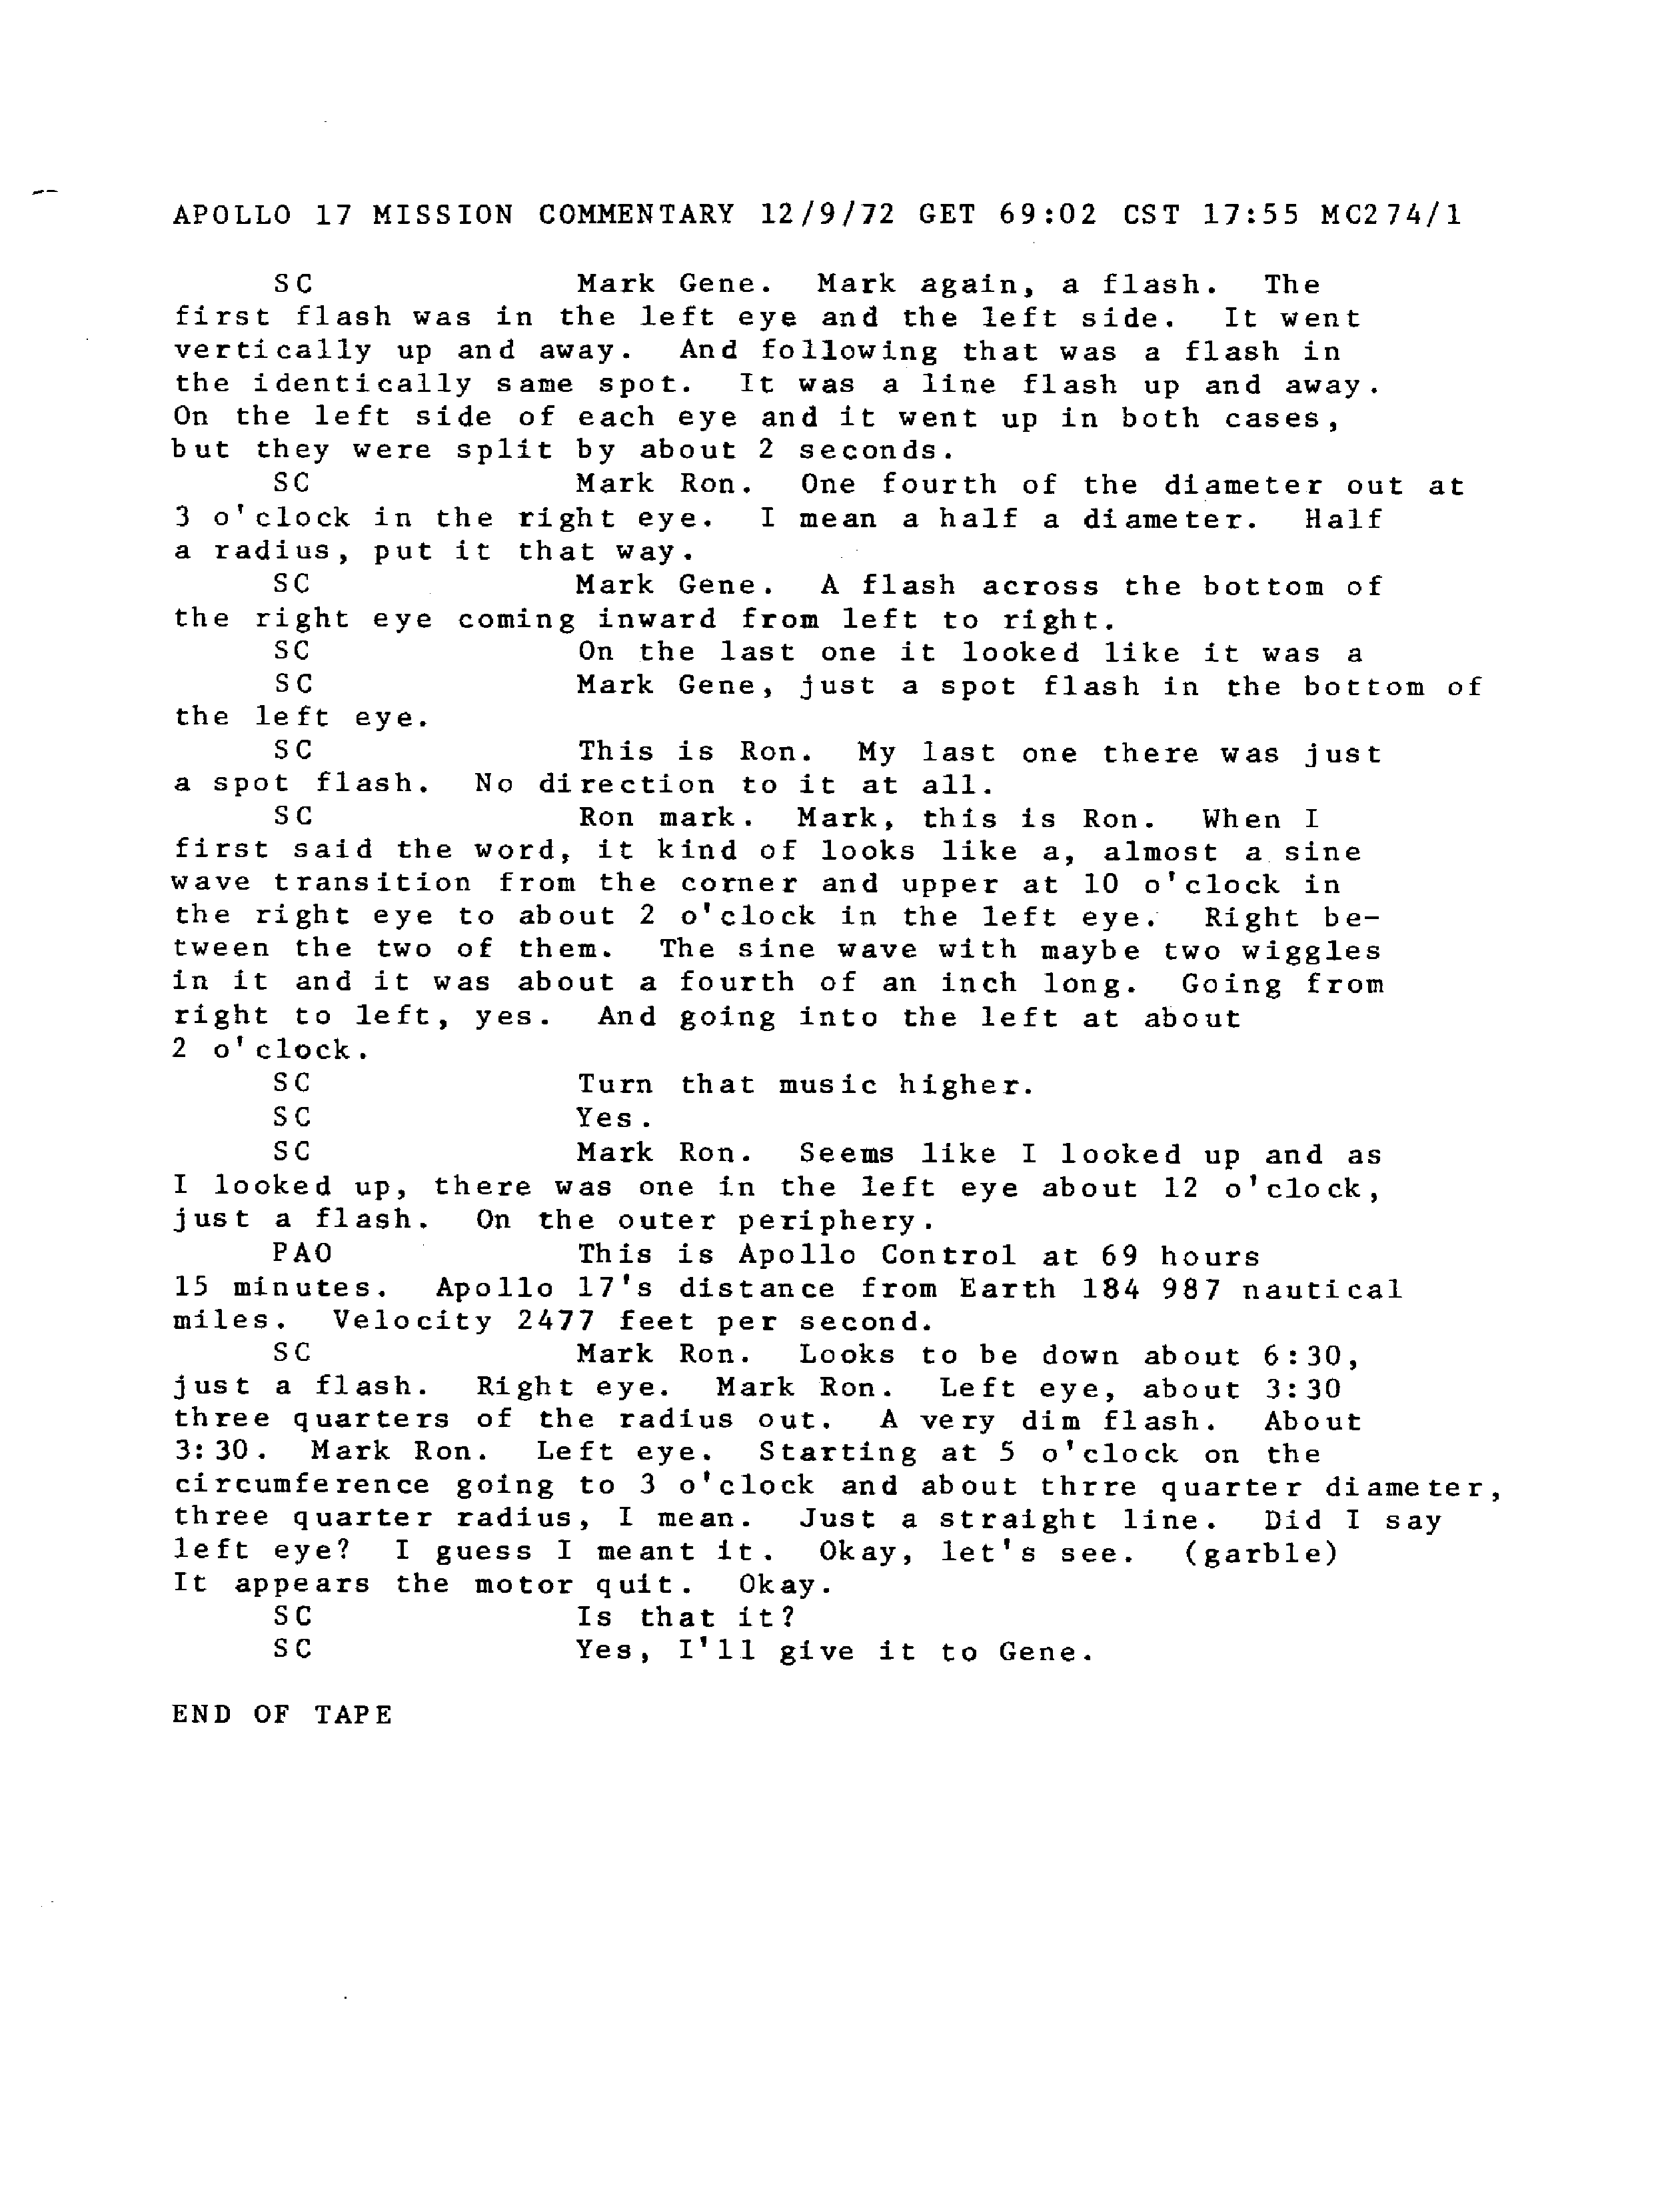 APOLLO 17 MISSION COMMENTARY 12/9/72 GET 69:02 CST 17:55 MC274/1
SC Mark Gene. Mark again, a flash. The
first flash was in the left eye and the left side. It went
vertically up and away. And following that was a flash in
the identically same spot. It was a line flash up and away.
On the left side of each eye and it went up in both cases,
but they were split by about 2 seconds.
SC Mark Ron. One fourth of the diameter out at
3 o'clock in the right eye. I mean a half a diameter. Half
a radius, put it that way.
SC Mark Gene. A flash across the bottom of
the right eye coming inward from left to right.
SC On the last one it looked like it was a
SC Mark Gene, just a spot flash in the bottom of
the left eye.
SC This is Ron. My last one there was just
a spot flash. No direction to it at all.
SC Ron mark. Mark, this is Ron. When I
first said the word, it kind of looks like a, almost a sine
wave transition from the corner and upper at 10 o'clock in
the right eye to about 2 o'clock in the left eye. Right be-
tween the two of them. The sine wave with maybe two wiggles
in it and it was about a fourth of an inch long. Going from
right to left, yes. And going into the left at about
2 o'clock.
SC Turn that music higher.
SC Yes.
SC Mark Ron. Seems like I looked up and as
I looked up, there was one in the left eye about 12 o'clock,
just a flash. On the outer periphery.
PAO This is Apollo Control at 69 hours
15 minutes. Apollo 17's distance from Earth 184 987 nautical
miles. Velocity 2477 feet per second.
SC Mark Ron. Looks to be down about 6:30,
just a flash. Right eye. Mark Ron. Left eye, about 3:30
three quarters of the radius out. A very dim flash. About
3:30. Mark Ron. Left eye. Starting at 5 o'clock on the
circumference going to 3 o'clock and about thrre quarter diameter,
three quarter radius, I mean. Just a straight line. Did I say
left eye? I guess I meant it. Okay, let's see. (garble)
It appears the motor quit. Okay.
SC Is that it?
SC Yes, I'll give it to Gene.
END OF TAPE